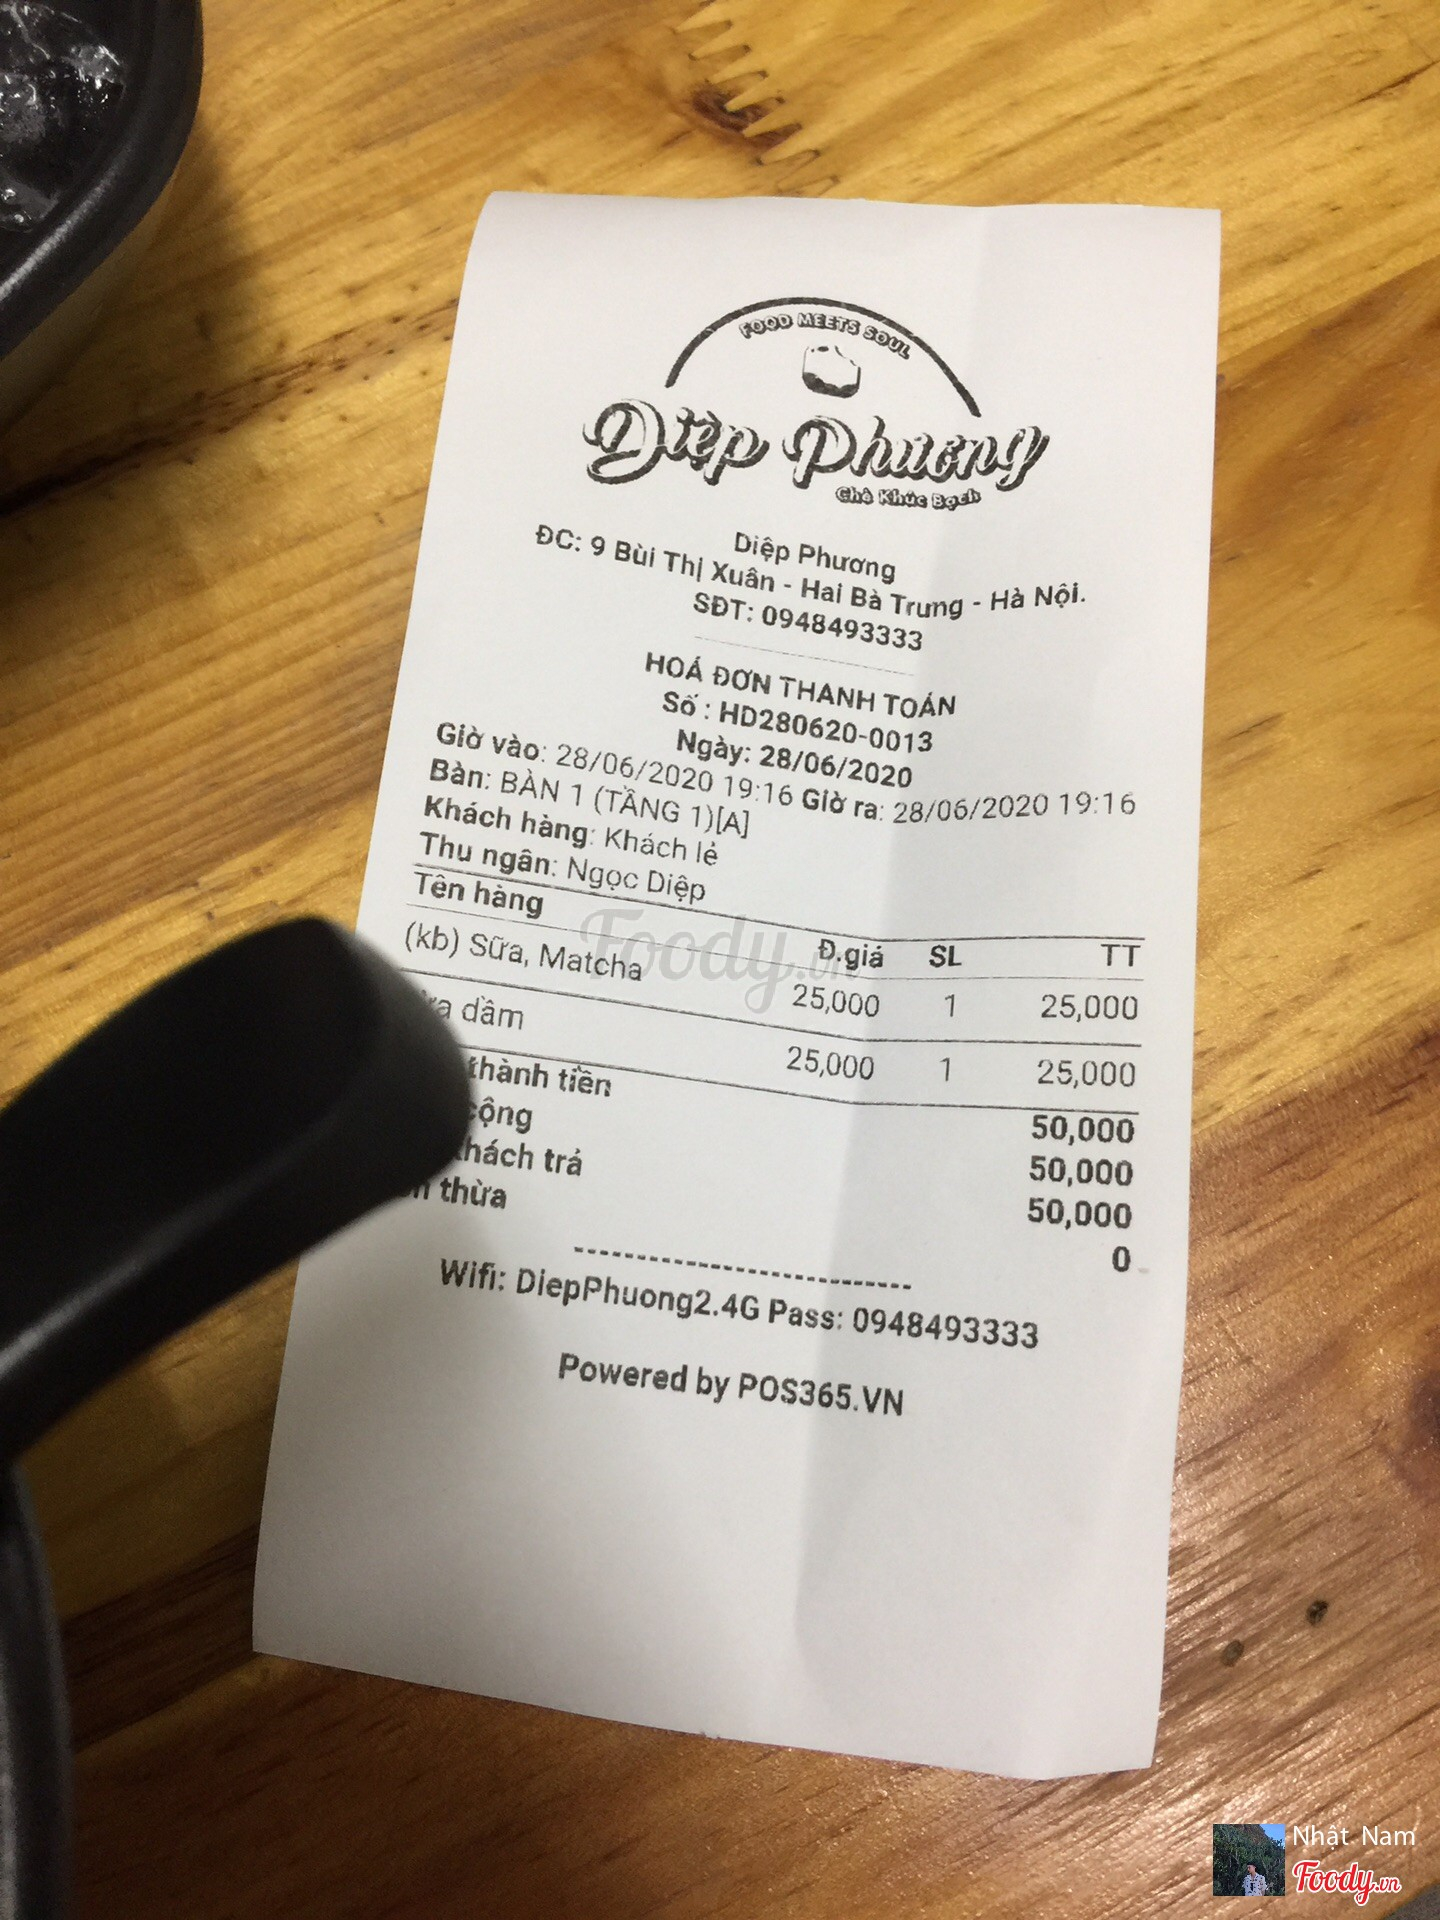 FOOD MEETS SOUL
Diệp Phương
Chè Khúc Bạch
Diệp Phương
ĐC: 9 Bùi Thị Xuân - Hai Bà Trưng - Hà Nội.
SĐT: 0948493333
HOÁ ĐƠN THANH TOÁN
Số : HD280620-0013
Ngày: 28/06/2020
Giờ vào: 28/06/2020 19:16 Giờ ra: 28/06/2020 19:16
Bàn: BÀN 1 (TẦNG 1)[A]
Khách hàng: Khách lẻ
Thu ngân: Ngọc Diệp
Tên hàng Đ.giá SL TT
(kb) Sữa, Matcha 25,000 1 25,000
dầm 25,000 1 25,000
thành tiền 50,000
cộng 50,000
khách trả 50,000
thừa 0
Wifi: DiepPhuong2.4G Pass: 0948493333
Powered by POS365.VN
Foody.vn
Nhật Nam
Foody.vn